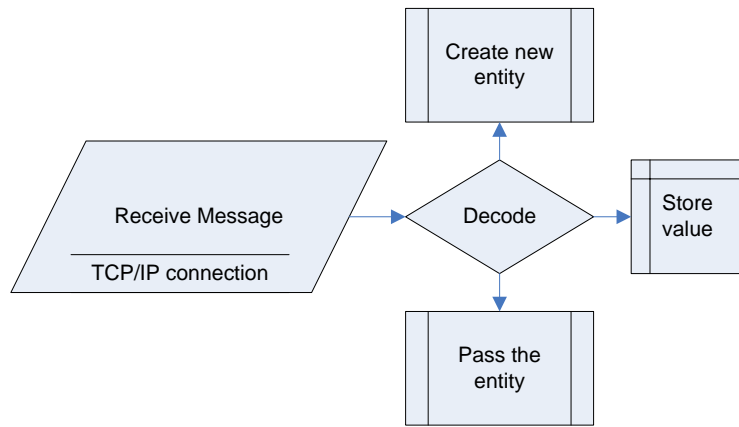 Create new
entity
Receive Message
TCP/IP connection
Decode
Store
value
Pass the
entity